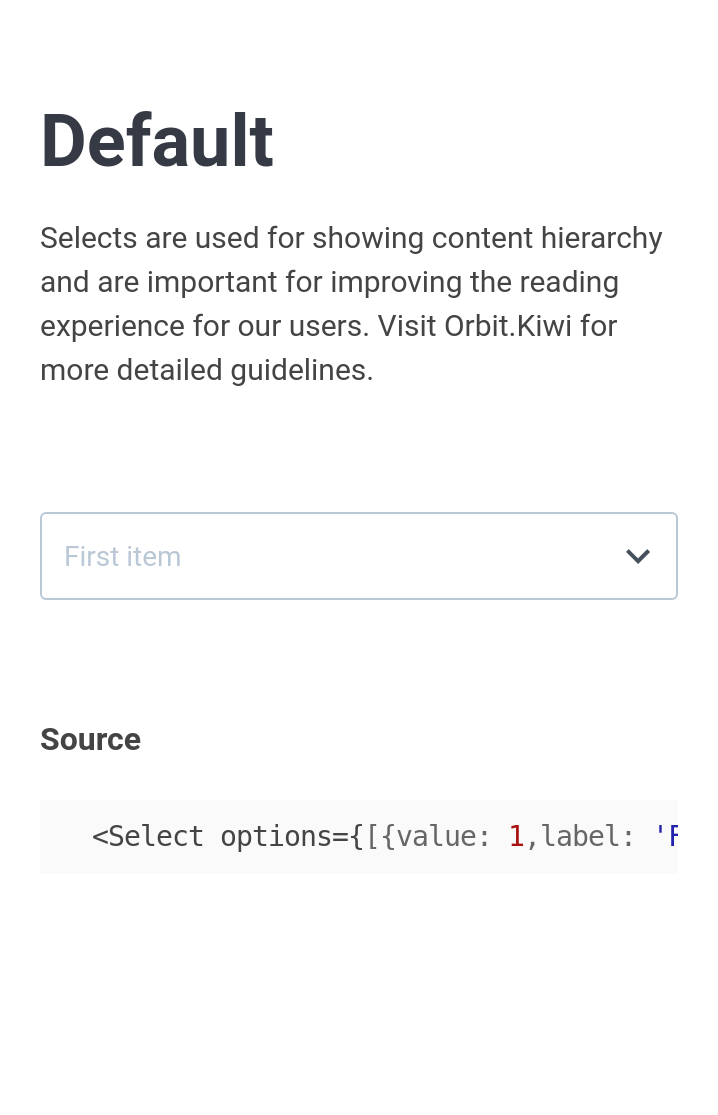 Default
Selects are used for showing content hierarchy
and are important for improving the reading
experience for our users. Visit Orbit.Kiwi for
more detailed guidelines.
First item
Source
<Select options={[{value: 1,label: 'F